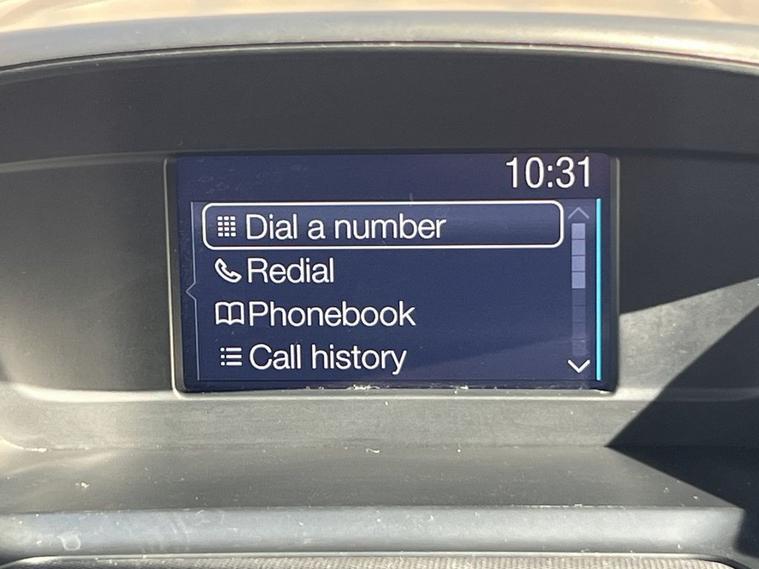 10:31
Dial a number
Redial
Phonebook
Call history